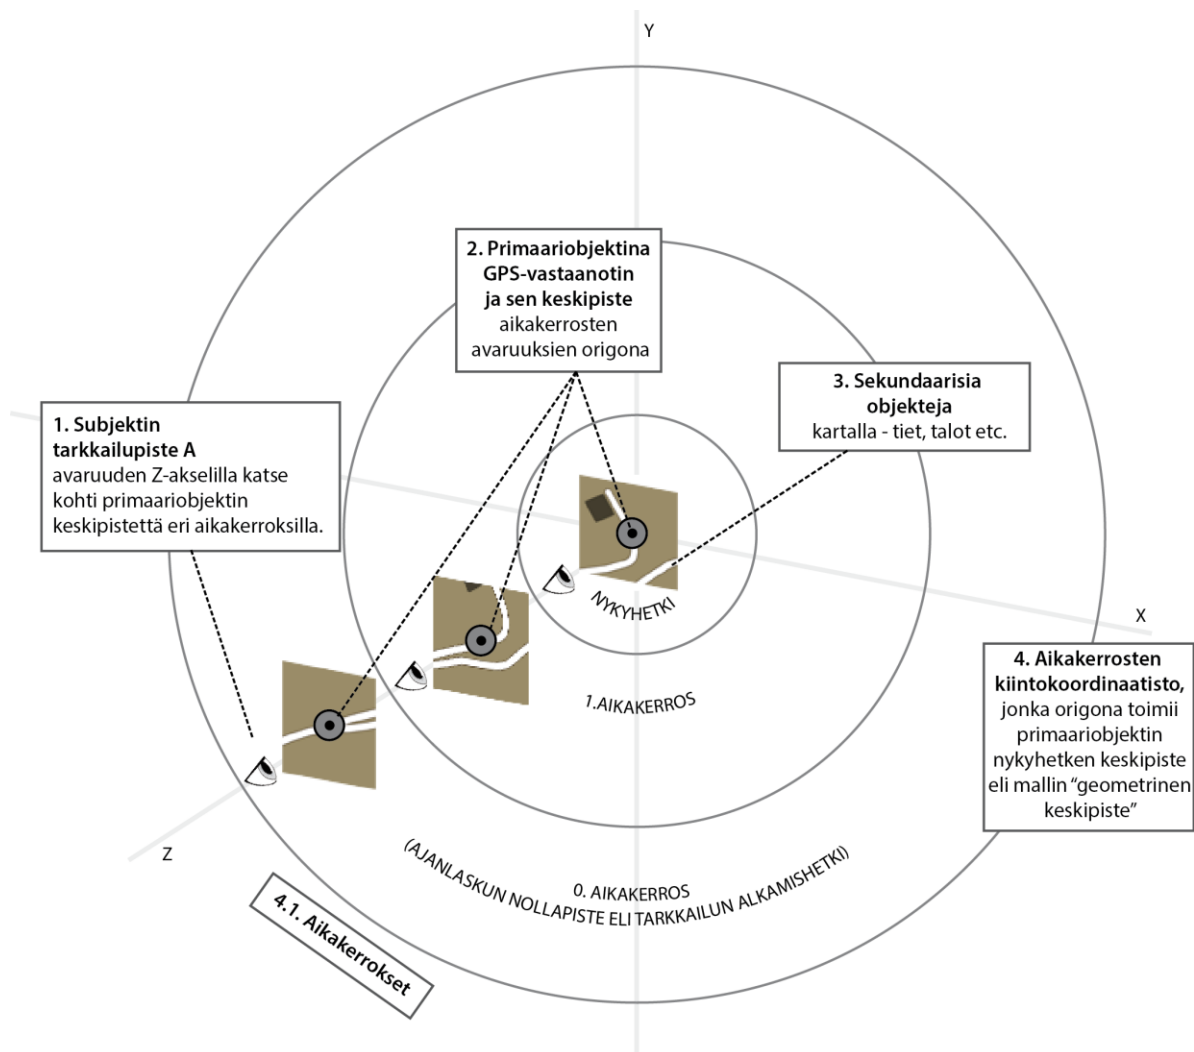 Y
2. Primaariobjektina
GPS-vastaanotin
ja sen keskipiste
aikakerrosten
avaruuksien origona
3. Sekundaarisia
objekteja
kartalla - tiet, talot etc.
1. Subjektin
tarkkailupiste A
avaruuden Z-akselilla katse
kohti primaariobjektin
keskipistettä eri aikakerroksilla.
NYKYHETKI
X
1.AIKAKERROS
4. Aikakerrosten
kiintokoordinaatisto,
jonka origona toimii
primaariobjektin
nykyhetken keskipiste
eli mallin “geometrinen
keskipiste”
Z
0. AIKAKERROS
(AJANLASKUN NOLLAPISTE ELI TARKKAILUN ALKAMISHETKI)
4.1. Aikakerrokset